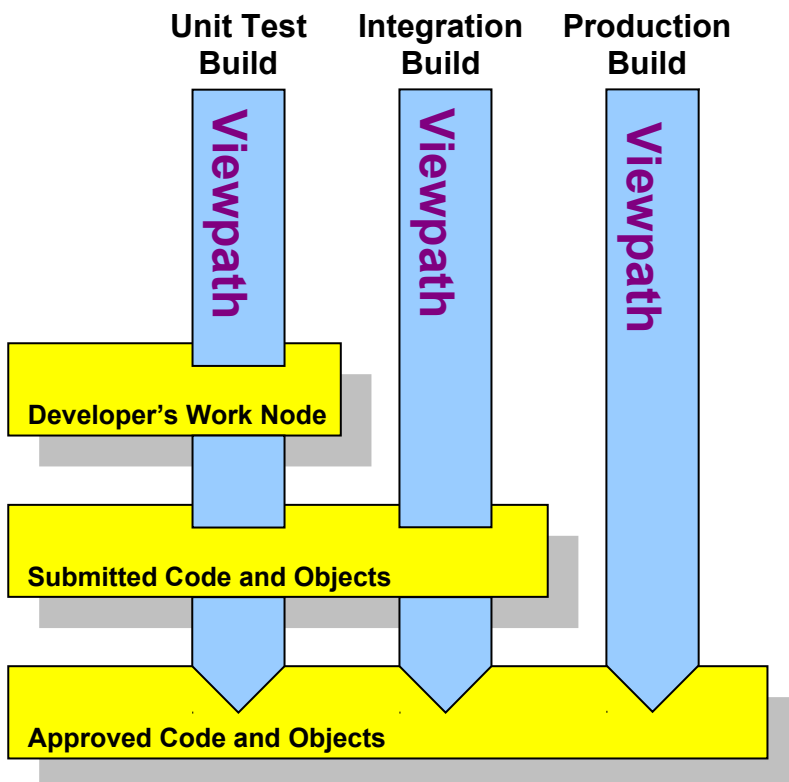 Unit Test
Build
Integration
Build
Production
Build
Viewpath
Viewpath
Viewpath
Developer’s Work Node
Submitted Code and Objects
Approved Code and Objects